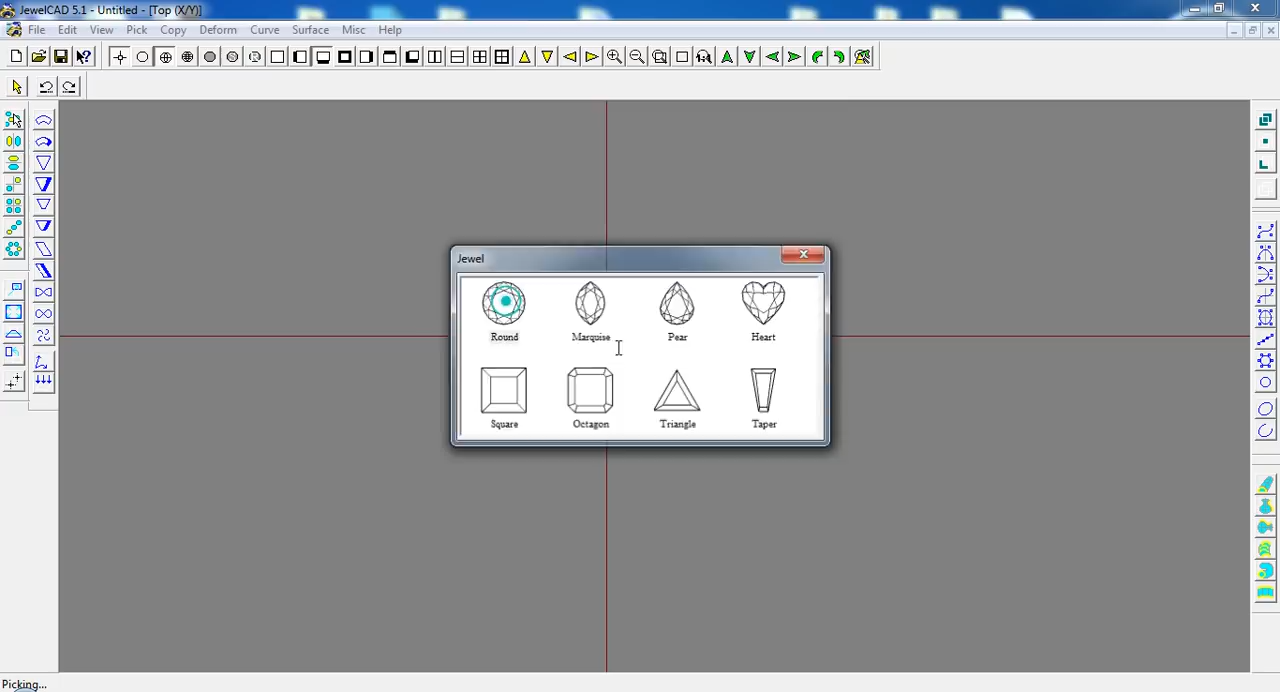 JewelCAD 5.1 - Untitled - [Top (X/Y)]
File Edit View Pick Copy Deform Curve Surface Misc Help
Jewel
Round Marquise Pear Heart
Square Octagon Triangle Taper
Picking...